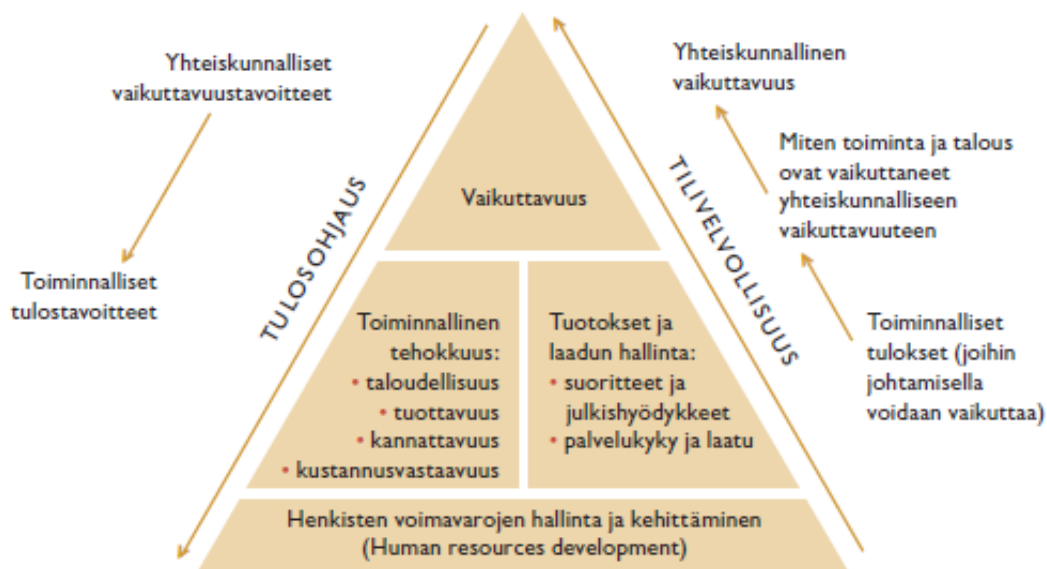 Yhteiskunnalliset
vaikuttavuustavoitteet
Toiminnalliset
tulostavoitteet
TULOSOHJAUS
Vaikuttavuus
Toiminnallinen
tehokkuus:
• taloudellisuus
• tuottavuus
• kannattavuus
• kustannusvastaavuus
Tuotokset ja
laadun hallinta:
• suoritteet ja
julkishyödykkeet
• palvelukyky ja laatu
Henkisten voimavarojen hallinta ja kehittäminen
(Human resources development)
TILIVELVOLLISUUS
Yhteiskunnallinen
vaikuttavuus
Miten toiminta ja talous
ovat vaikuttaneet
yhteiskunnalliseen
vaikuttavuuteen
Toiminnalliset
tulokset (joihin
johtamisella
voidaan vaikuttaa)